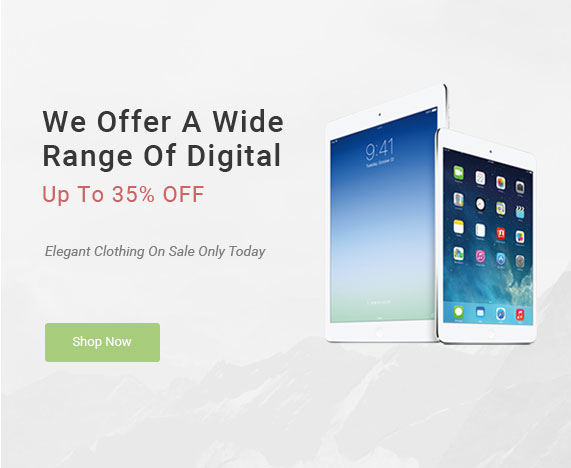 We Offer A Wide
Range Of Digital
Up To 35% OFF
Elegant Clothing On Sale Only Today
Shop Now
9:41